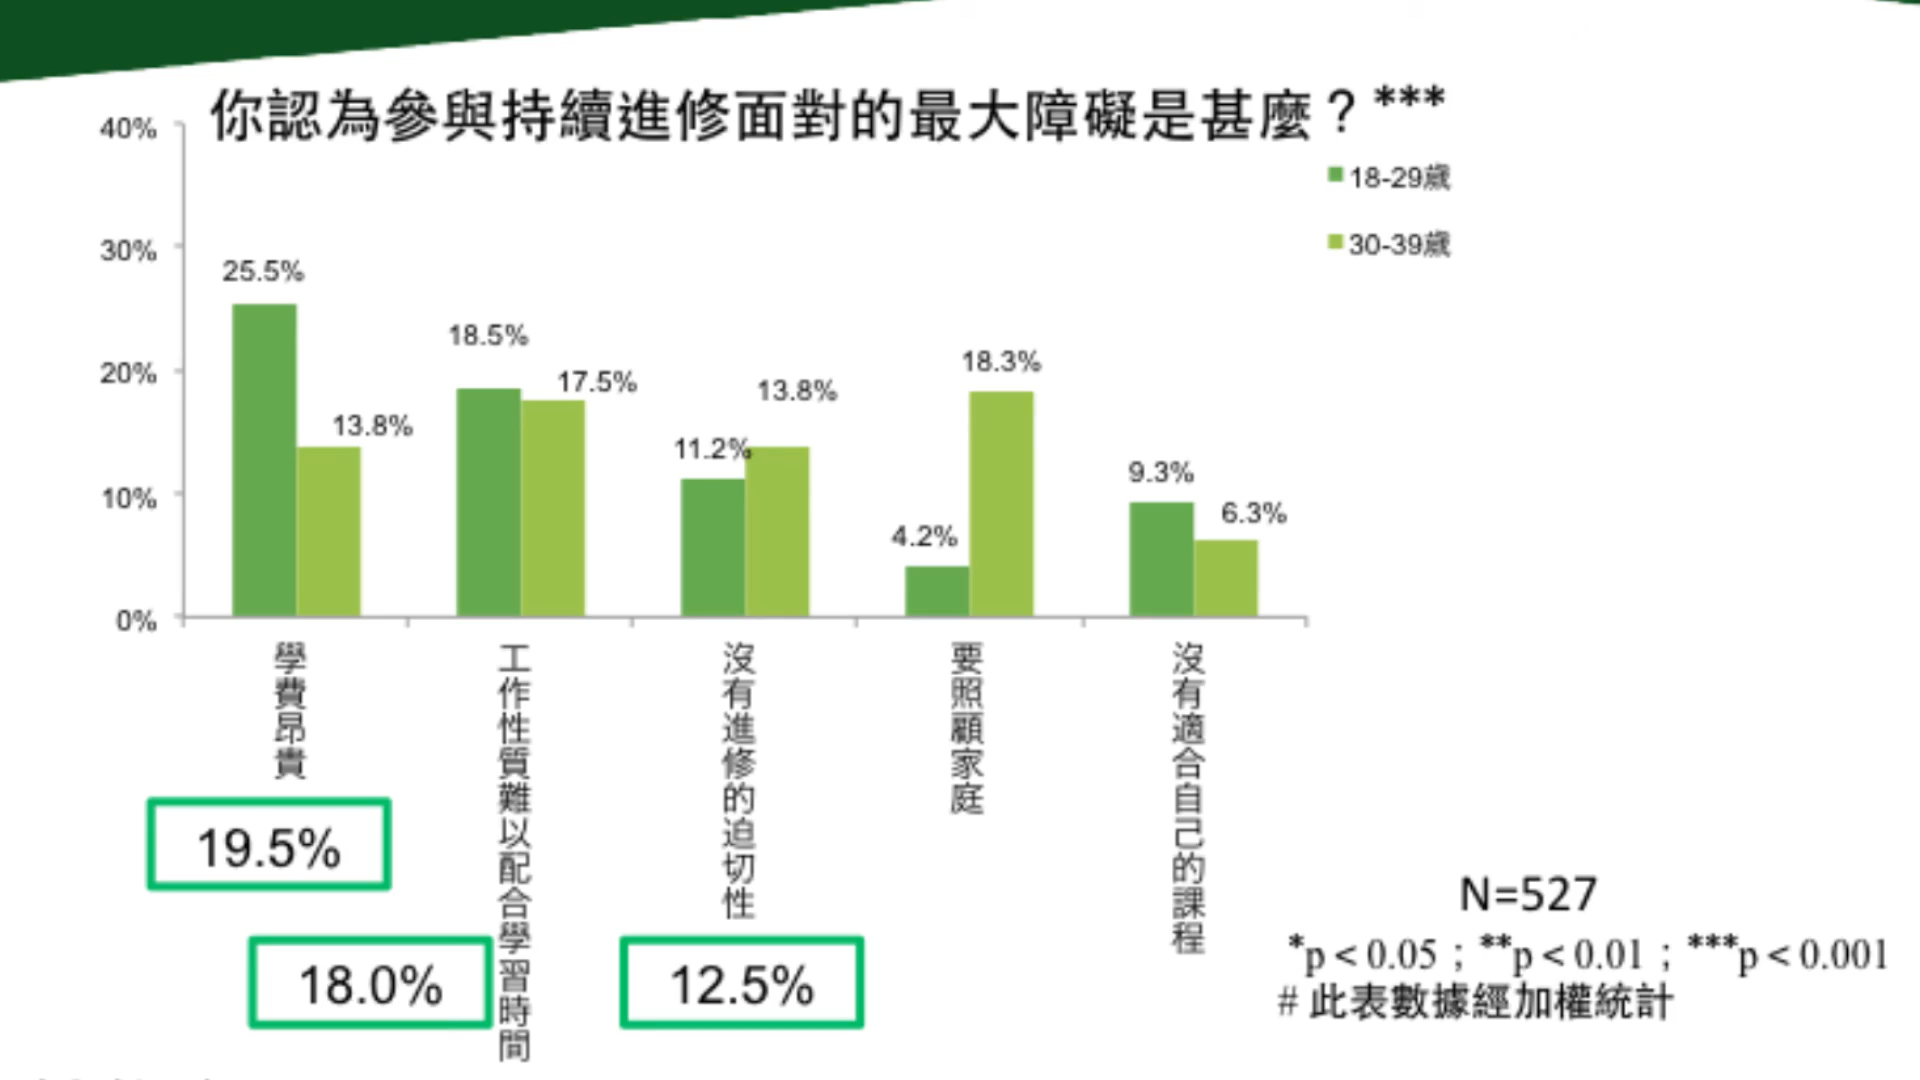 你認為參與持續進修面對的最大障礙是甚麼？***
40%
30%
20%
10%
0%
18-29歲
30-39歲
25.5%
13.8%
18.5%
17.5%
11.2%
13.8%
4.2%
18.3%
9.3%
6.3%
學費昂貴
工作性質難以配合學習時間
沒有進修的迫切性
要照顧家庭
沒有適合自己的課程
19.5%
18.0%
12.5%
N=527
*p＜0.05；**p＜0.01；***p＜0.001
# 此表數據經加權統計